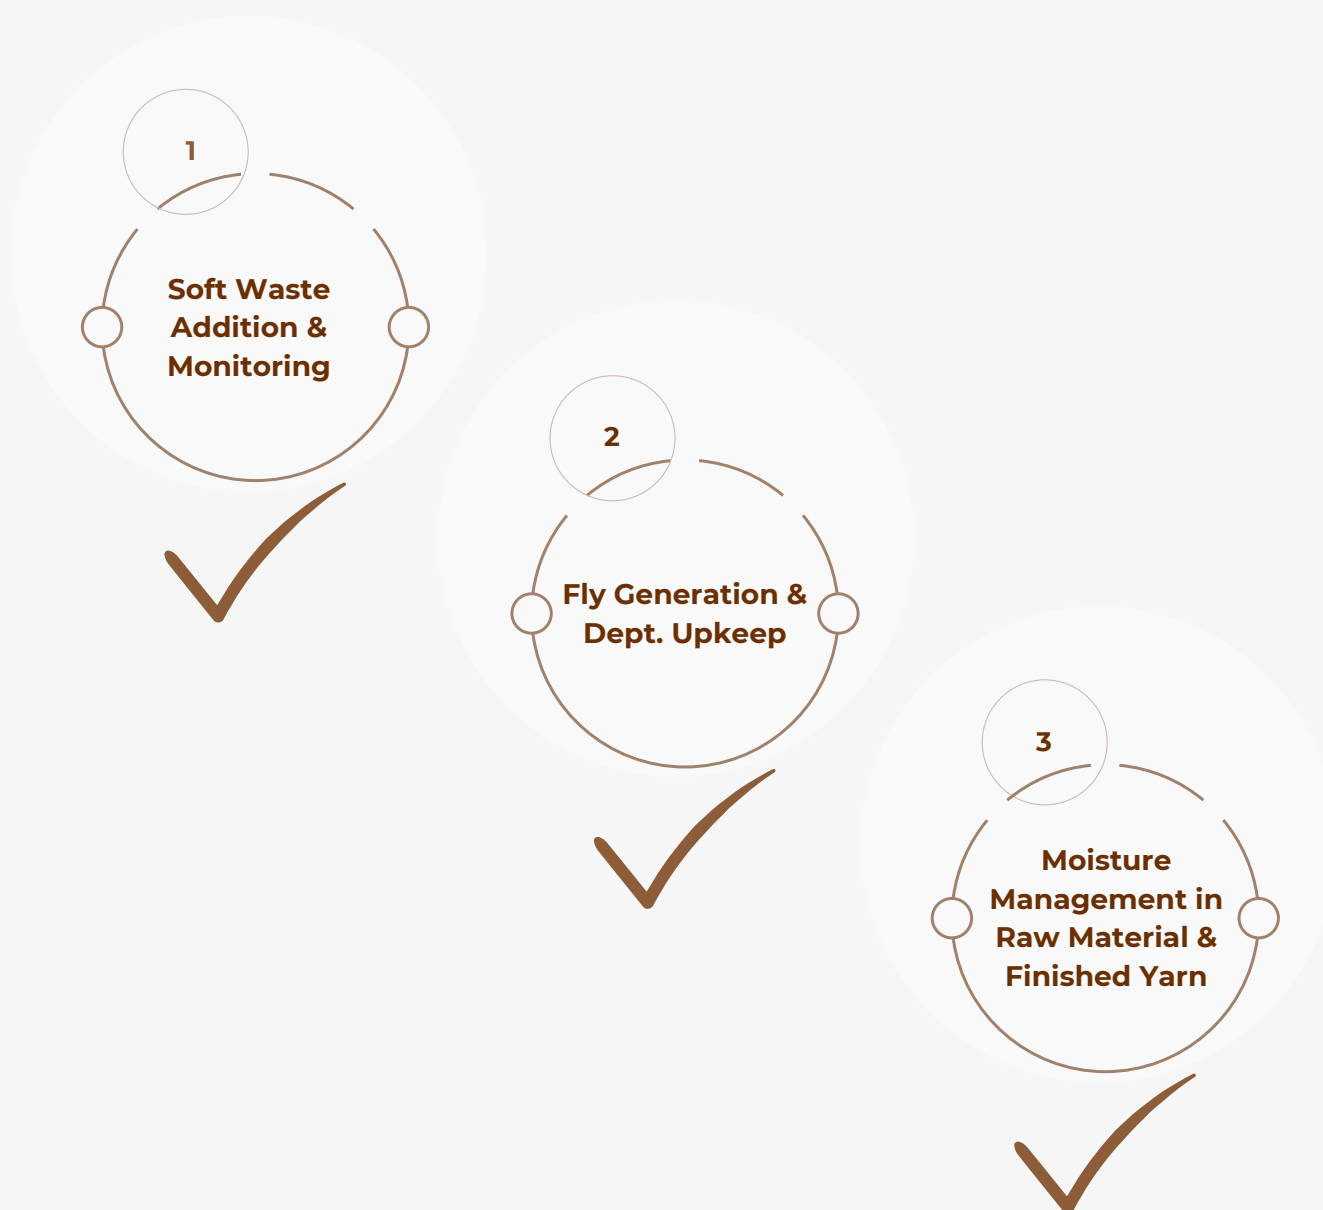 1
Soft Waste
Addition &
Monitoring
2
Fly Generation &
Dept. Upkeep
3
Moisture
Management in
Raw Material &
Finished Yarn